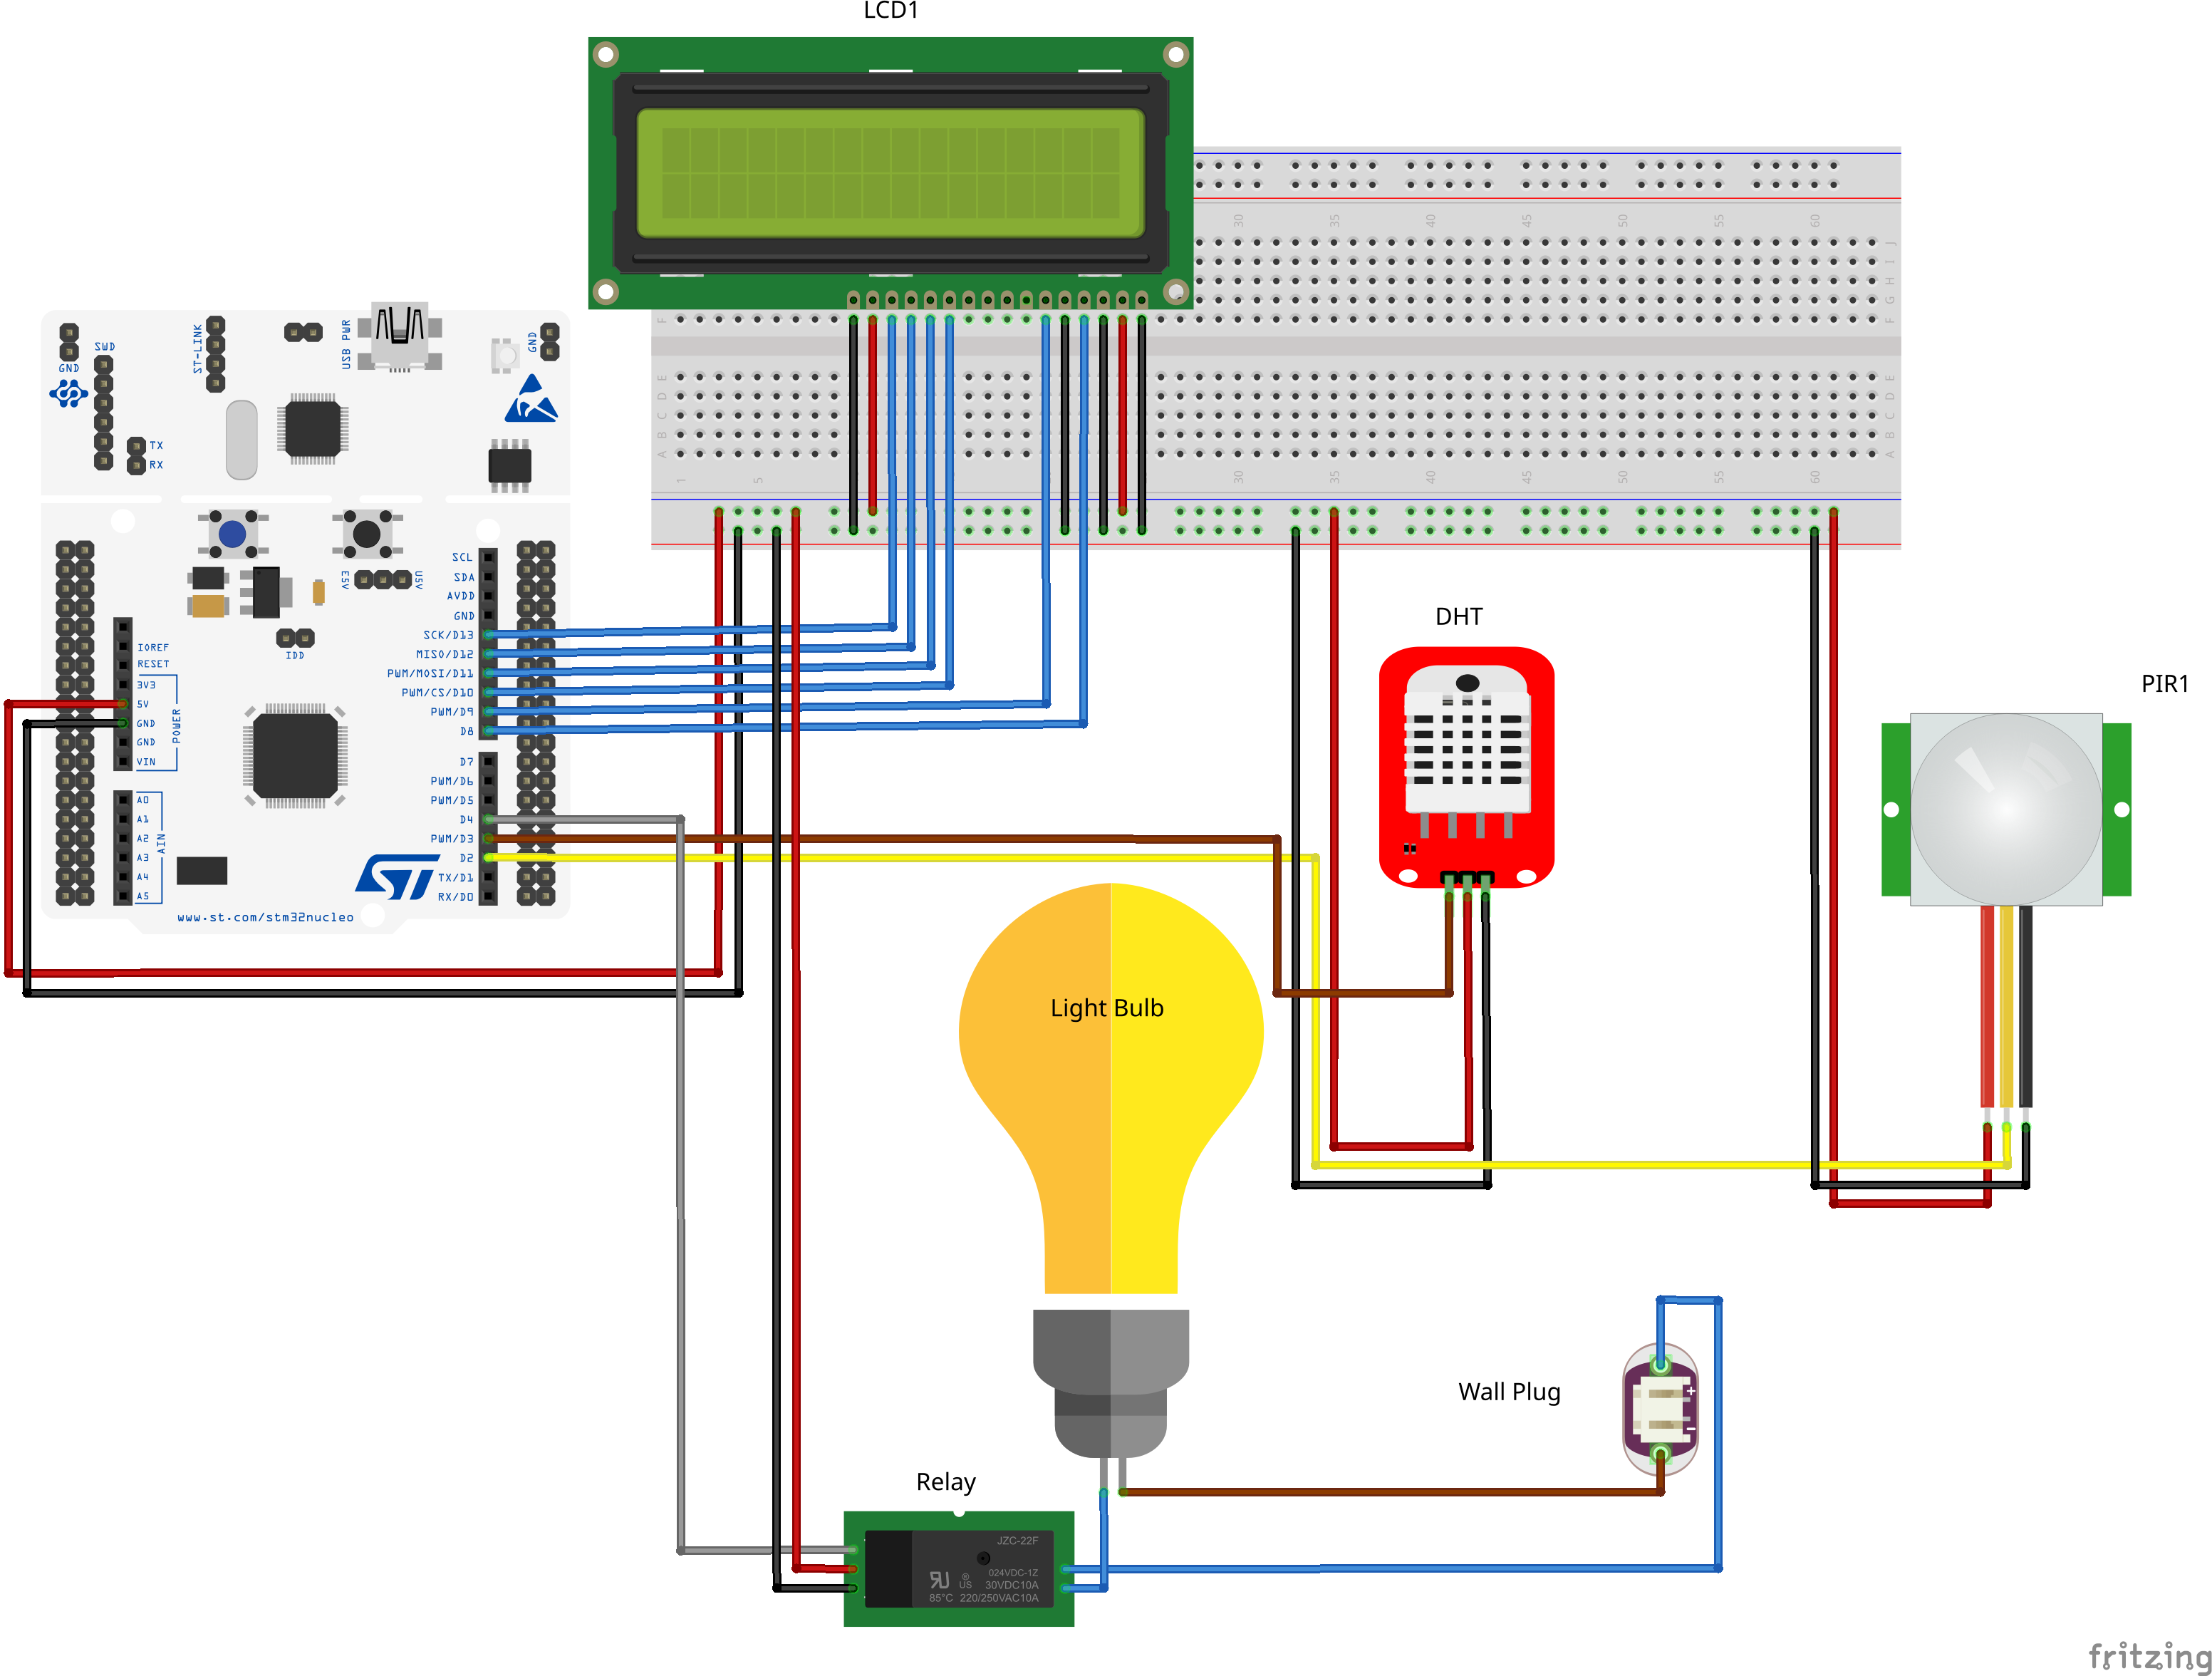 LCD1
30 35 40 45 50 55 60
J
I
H
G
F F
E E
D D
C C
B B
A A
1 5 30 35 40 45 50 55 60
GND
SWD
ST-LINK
USB PWR
GND
TX
RX
E5V
U5V
IDD
SCL
SDA
AVDD
GND
SCK/D13
MISO/D12
PWM/MOSI/D11
PWM/CS/D10
PWM/D9
D8
D7
PWM/D6
PWM/D5
D4
PWM/D3
D2
TX/D1
RX/D0
IOREF
RESET
3V3
5V
GND
GND
VIN
POWER
A0
A1
A2
A3
A4
A5
AIN
ST
www.st.com/stm32nucleo
DHT
PIR1
Light Bulb
Wall Plug
+
-
Relay
JZC-22F
024VDC-1Z
® US 30VDC10A
85°C 220/250VAC10A
fritzing